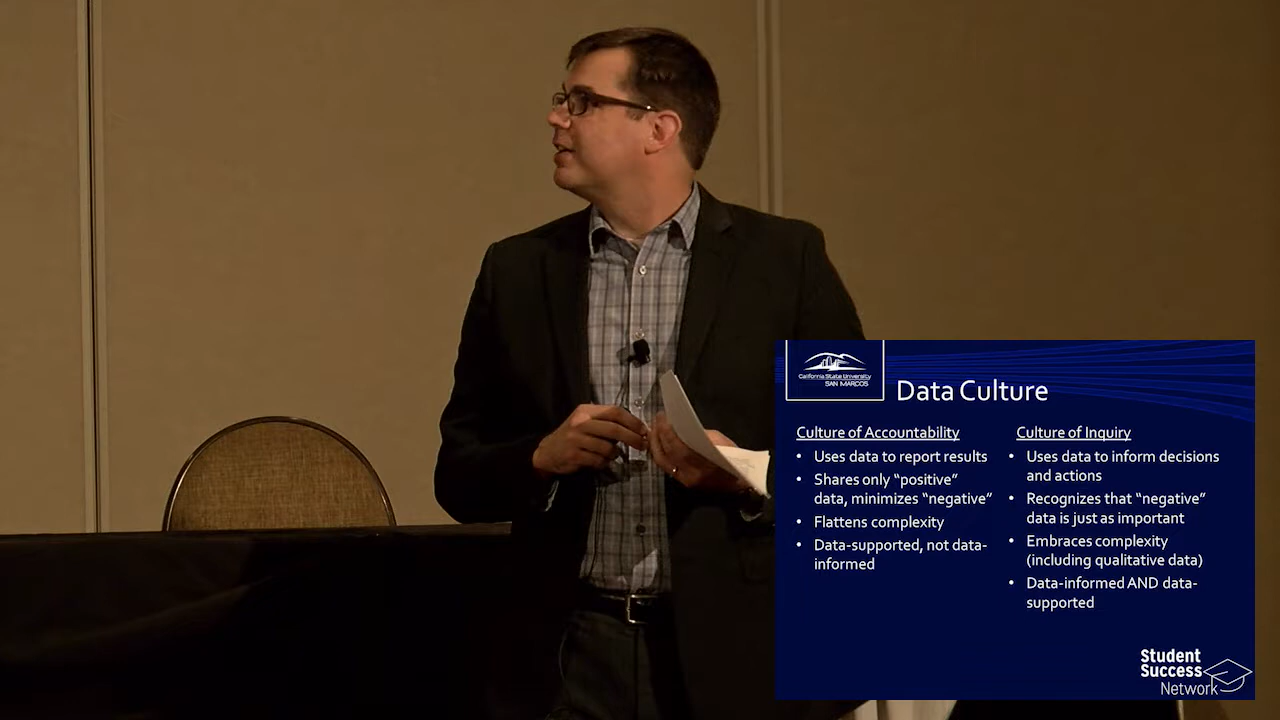 California State University
SAN MARCOS
Data Culture
Culture of Accountability
• Uses data to report results
• Shares only “positive”
data, minimizes “negative”
• Flattens complexity
• Data-supported, not data-
informed
Culture of Inquiry
• Uses data to inform decisions
and actions
• Recognizes that “negative”
data is just as important
• Embraces complexity
(including qualitative data)
• Data-informed AND data-
supported
Student
Success
Network